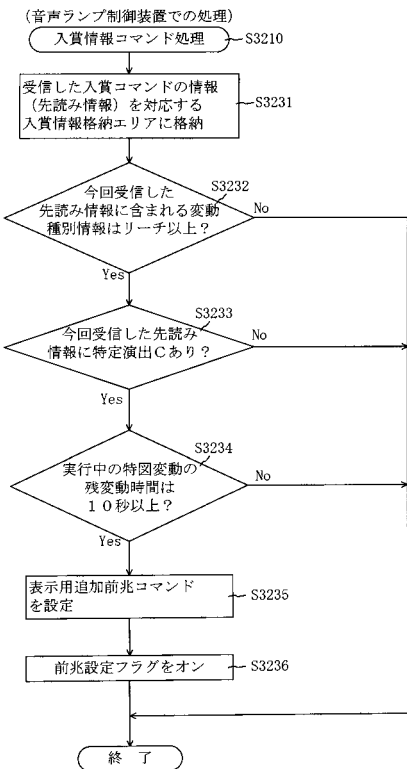 (音声ランプ制御装置での処理)
入賞情報コマンド処理
S3210
受信した入賞コマンドの情報
(先読み情報)を対応する
入賞情報格納エリアに格納
S3231
今回受信した
先読み情報に含まれる変動
種別情報はリーチ以上?
S3232
No
Yes
今回受信した先読み
情報に特定演出Cあり?
S3233
No
Yes
実行中の特図変動の
残変動時間は
10秒以上?
S3234
No
Yes
表示用追加前兆コマンド
を設定
S3235
前兆設定フラグをオン
S3236
終 了